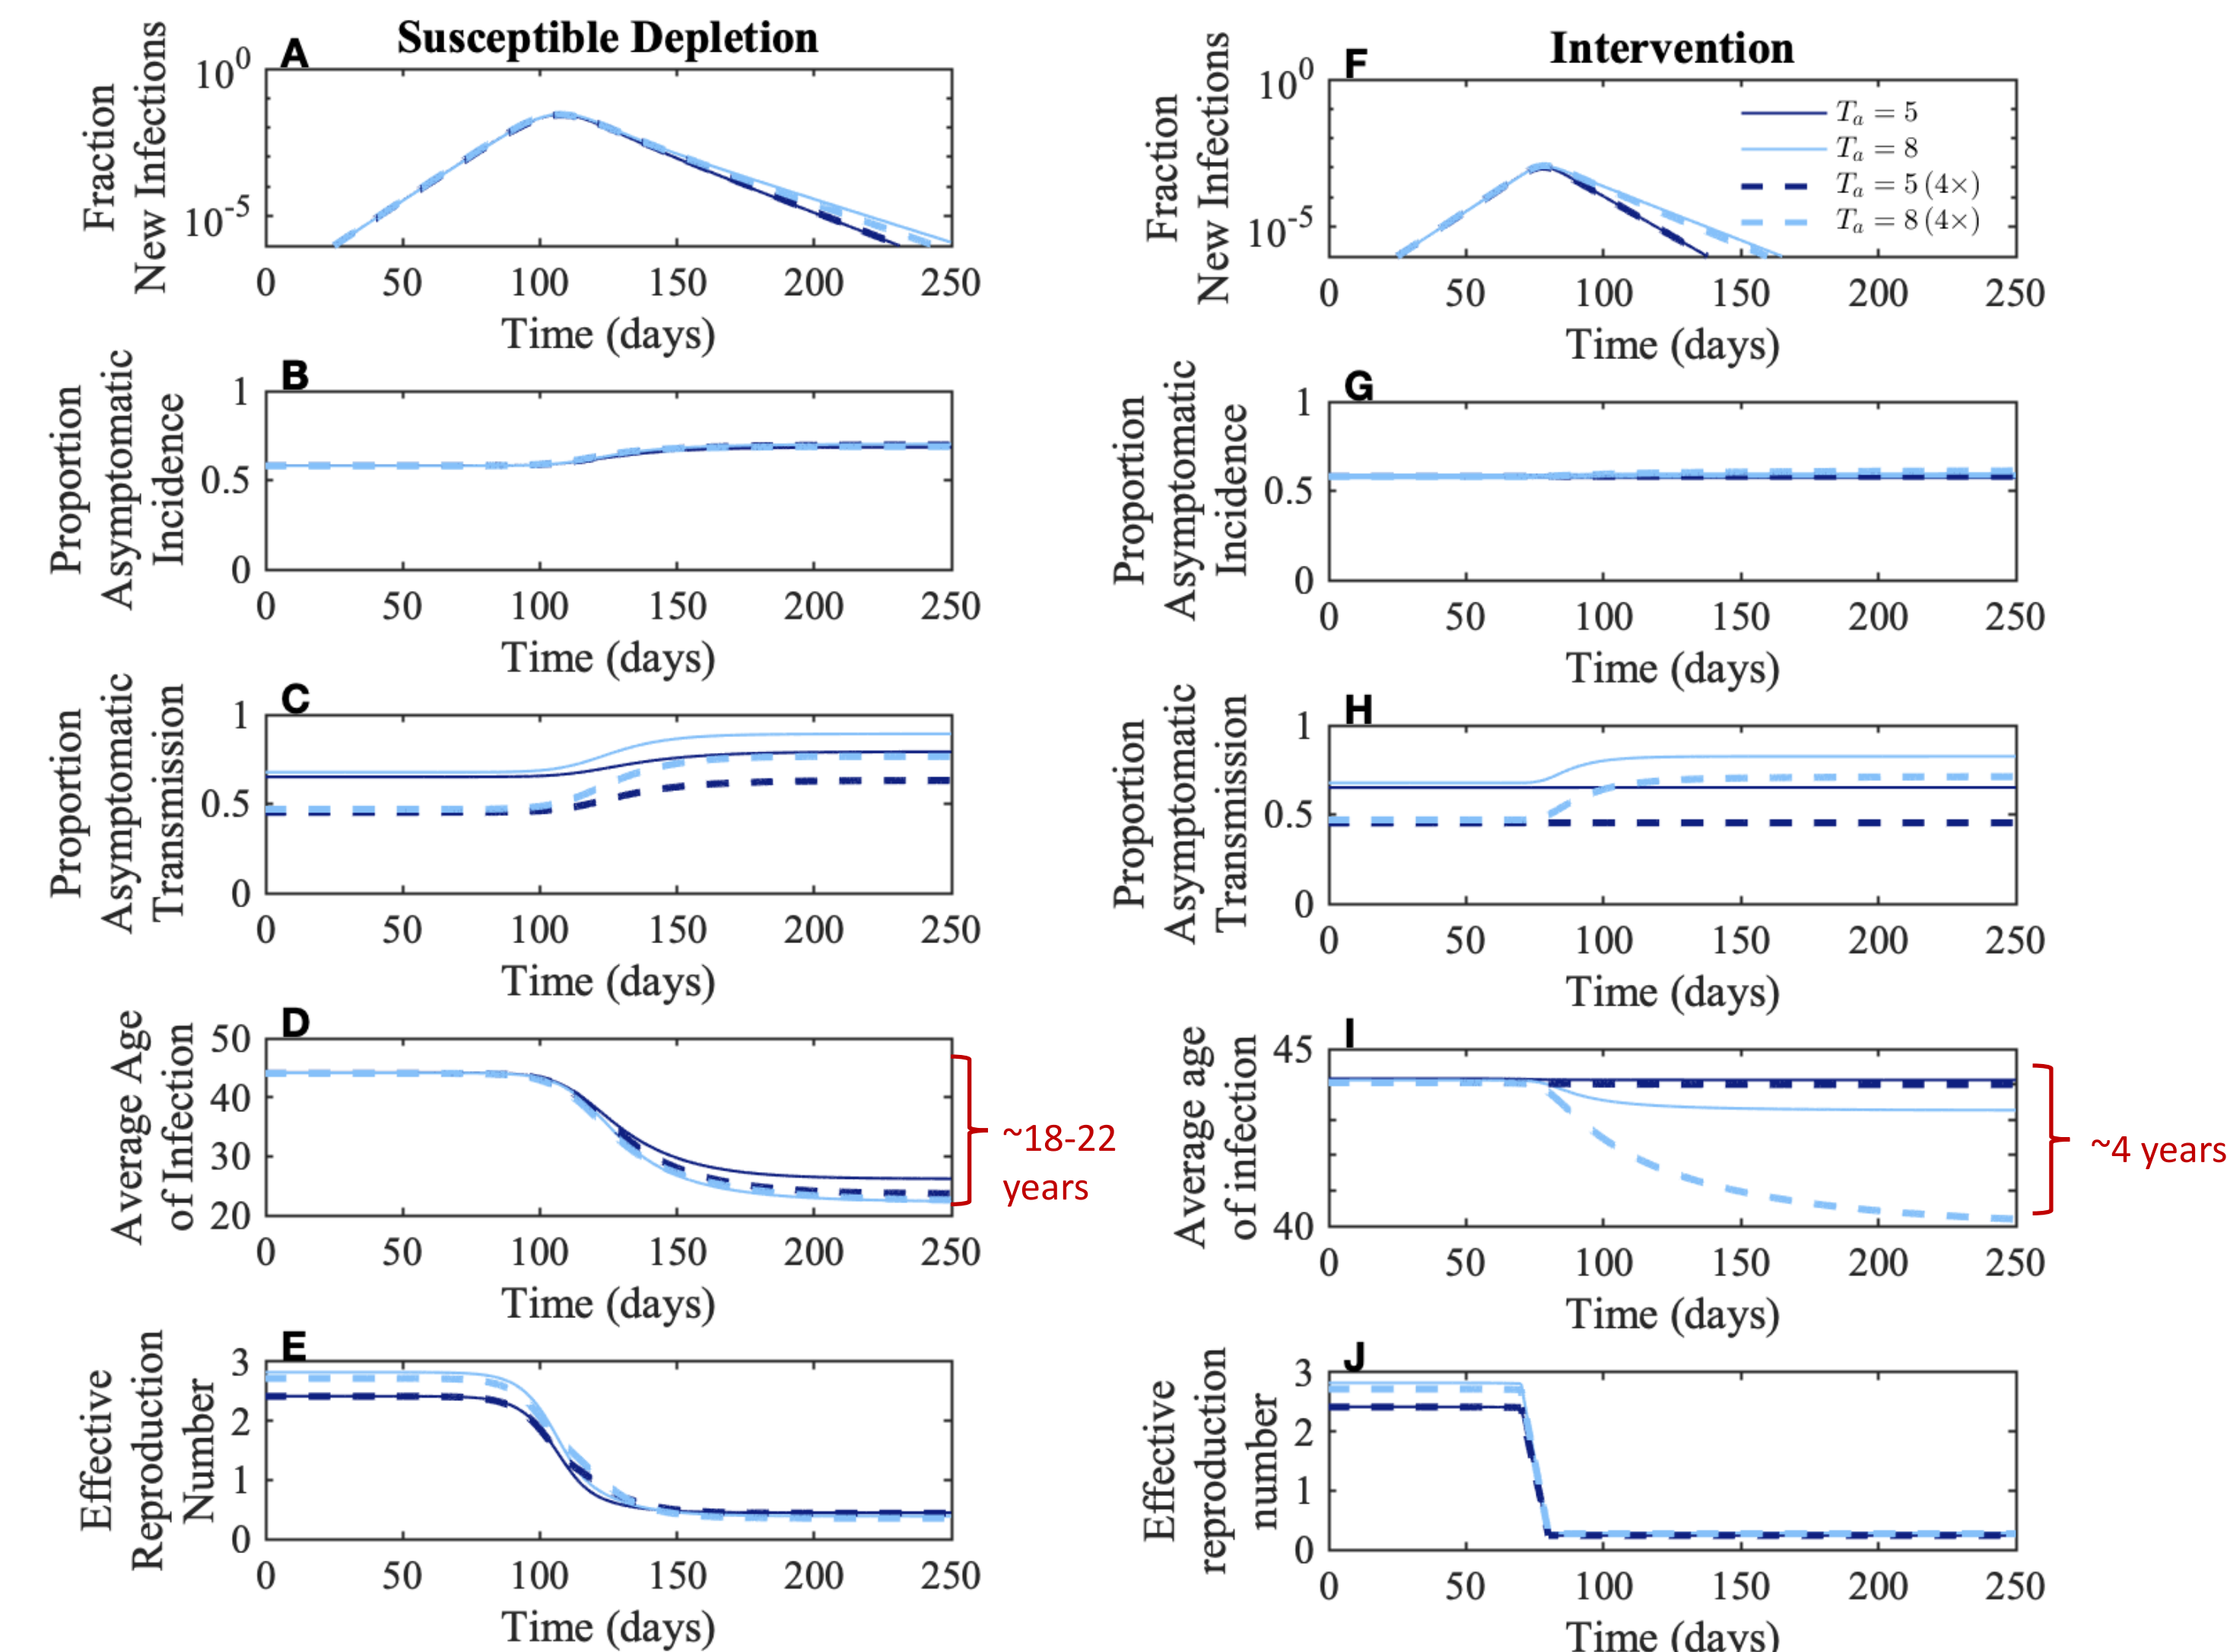 Susceptible Depletion
A
Fraction
New Infections
10^0
10^-5
0 50 100 150 200 250
Time (days)
B
Proportion
Asymptomatic
Incidence
1
0.5
0
0 50 100 150 200 250
Time (days)
C
Proportion
Asymptomatic
Transmission
1
0.5
0
0 50 100 150 200 250
Time (days)
D
Average Age
of Infection
50
40
30
20
0 50 100 150 200 250
Time (days)
~18-22
years
E
Effective
Reproduction
Number
3
2
1
0
0 50 100 150 200 250
Time (days)
Intervention
F
Fraction
New Infections
10^0
10^-5
T_a = 5
T_a = 8
T_a = 5 (4×)
T_a = 8 (4×)
0 50 100 150 200 250
Time (days)
G
Proportion
Asymptomatic
Incidence
1
0.5
0
0 50 100 150 200 250
Time (days)
H
Proportion
Asymptomatic
Transmission
1
0.5
0
0 50 100 150 200 250
Time (days)
I
Average age
of infection
45
40
0 50 100 150 200 250
Time (days)
~4 years
J
Effective
reproduction
number
3
2
1
0
0 50 100 150 200 250
Time (days)